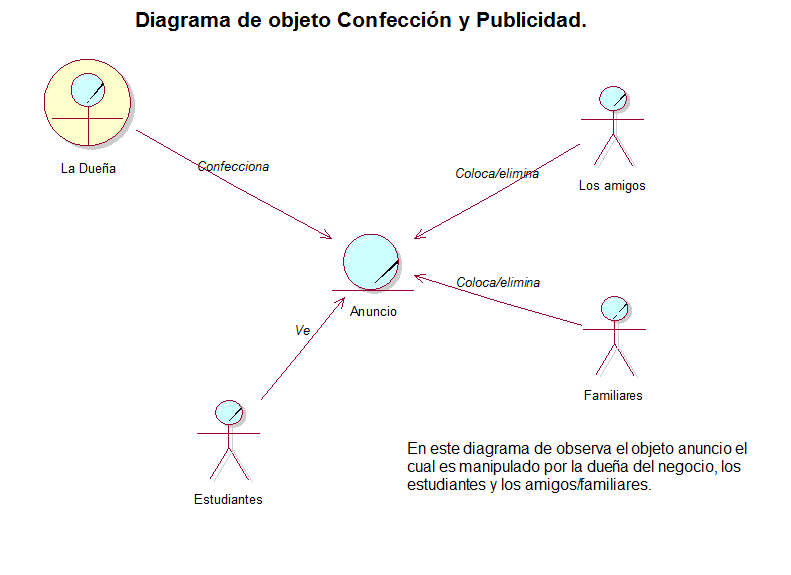 Diagrama de objeto Confección y Publicidad.
La Dueña
Confecciona
Coloca/elimina
Los amigos
Anuncio
Coloca/elimina
Ve
Familiares
Estudiantes
En este diagrama de observa el objeto anuncio el
cual es manipulado por la dueña del negocio, los
estudiantes y los amigos/familiares.